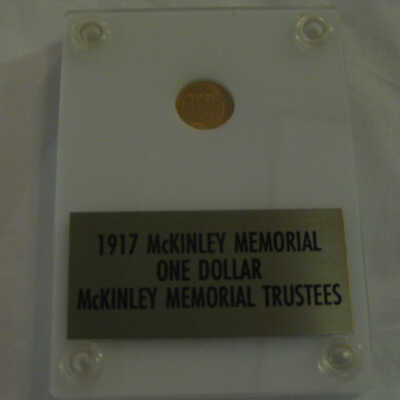 1917 McKINLEY MEMORIAL
ONE DOLLAR
McKINLEY MEMORIAL TRUSTEES